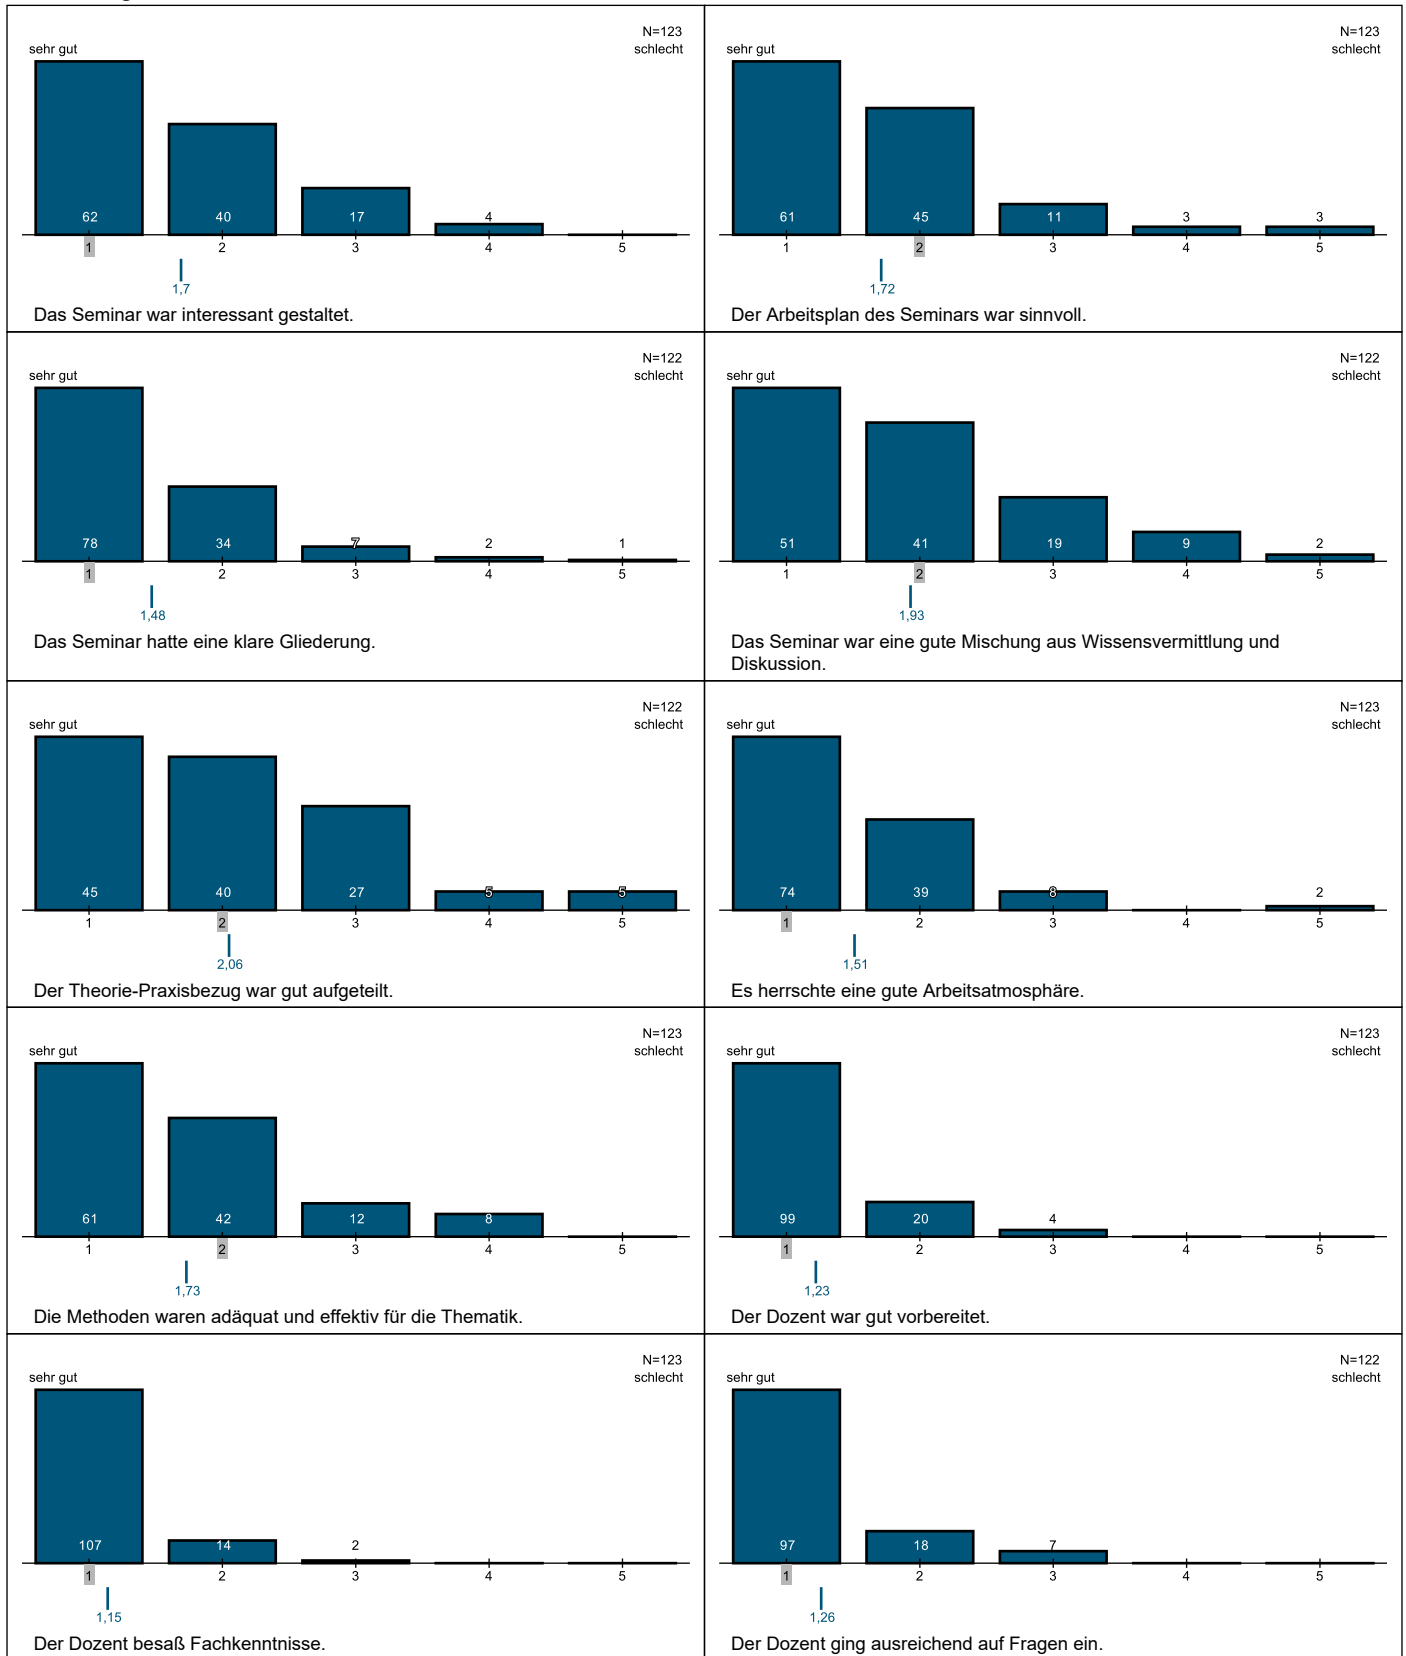 N=123
sehr gut schlecht
62 40 17 4
1 2 3 4 5
1,7
Das Seminar war interessant gestaltet.
N=123
sehr gut schlecht
61 45 11 3 3
1 2 3 4 5
1,72
Der Arbeitsplan des Seminars war sinnvoll.
N=122
sehr gut schlecht
78 34 7 2 1
1 2 3 4 5
1,48
Das Seminar hatte eine klare Gliederung.
N=122
sehr gut schlecht
51 41 19 9 2
1 2 3 4 5
1,93
Das Seminar war eine gute Mischung aus Wissensvermittlung und
Diskussion.
N=122
sehr gut schlecht
45 40 27 5 5
1 2 3 4 5
2,06
Der Theorie-Praxisbezug war gut aufgeteilt.
N=123
sehr gut schlecht
74 39 8 2
1 2 3 4 5
1,51
Es herrschte eine gute Arbeitsatmosphäre.
N=123
sehr gut schlecht
61 42 12 8
1 2 3 4 5
1,73
Die Methoden waren adäquat und effektiv für die Thematik.
N=123
sehr gut schlecht
99 20 4
1 2 3 4 5
1,23
Der Dozent war gut vorbereitet.
N=123
sehr gut schlecht
107 14 2
1 2 3 4 5
1,15
Der Dozent besaß Fachkenntnisse.
N=122
sehr gut schlecht
97 18 7
1 2 3 4 5
1,26
Der Dozent ging ausreichend auf Fragen ein.